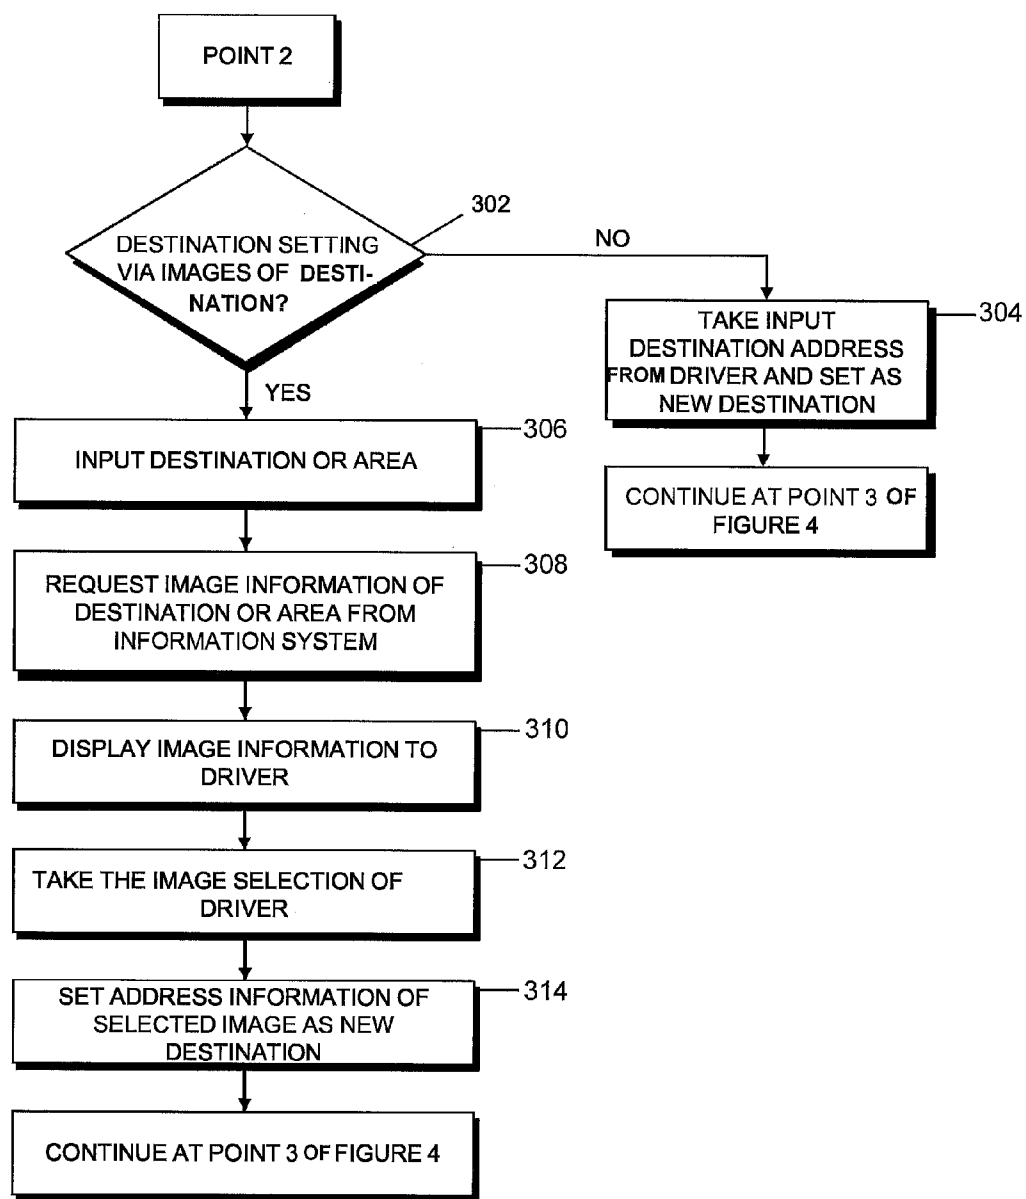 POINT 2
302
DESTINATION SETTING
VIA IMAGES OF DESTI-
NATION?
NO
304
TAKE INPUT
DESTINATION ADDRESS
FROM DRIVER AND SET AS
NEW DESTINATION
YES
306
INPUT DESTINATION OR AREA
CONTINUE AT POINT 3 OF
FIGURE 4
308
REQUEST IMAGE INFORMATION OF
DESTINATION OR AREA FROM
INFORMATION SYSTEM
310
DISPLAY IMAGE INFORMATION TO
DRIVER
312
TAKE THE IMAGE SELECTION OF
DRIVER
314
SET ADDRESS INFORMATION OF
SELECTED IMAGE AS NEW
DESTINATION
CONTINUE AT POINT 3 OF FIGURE 4